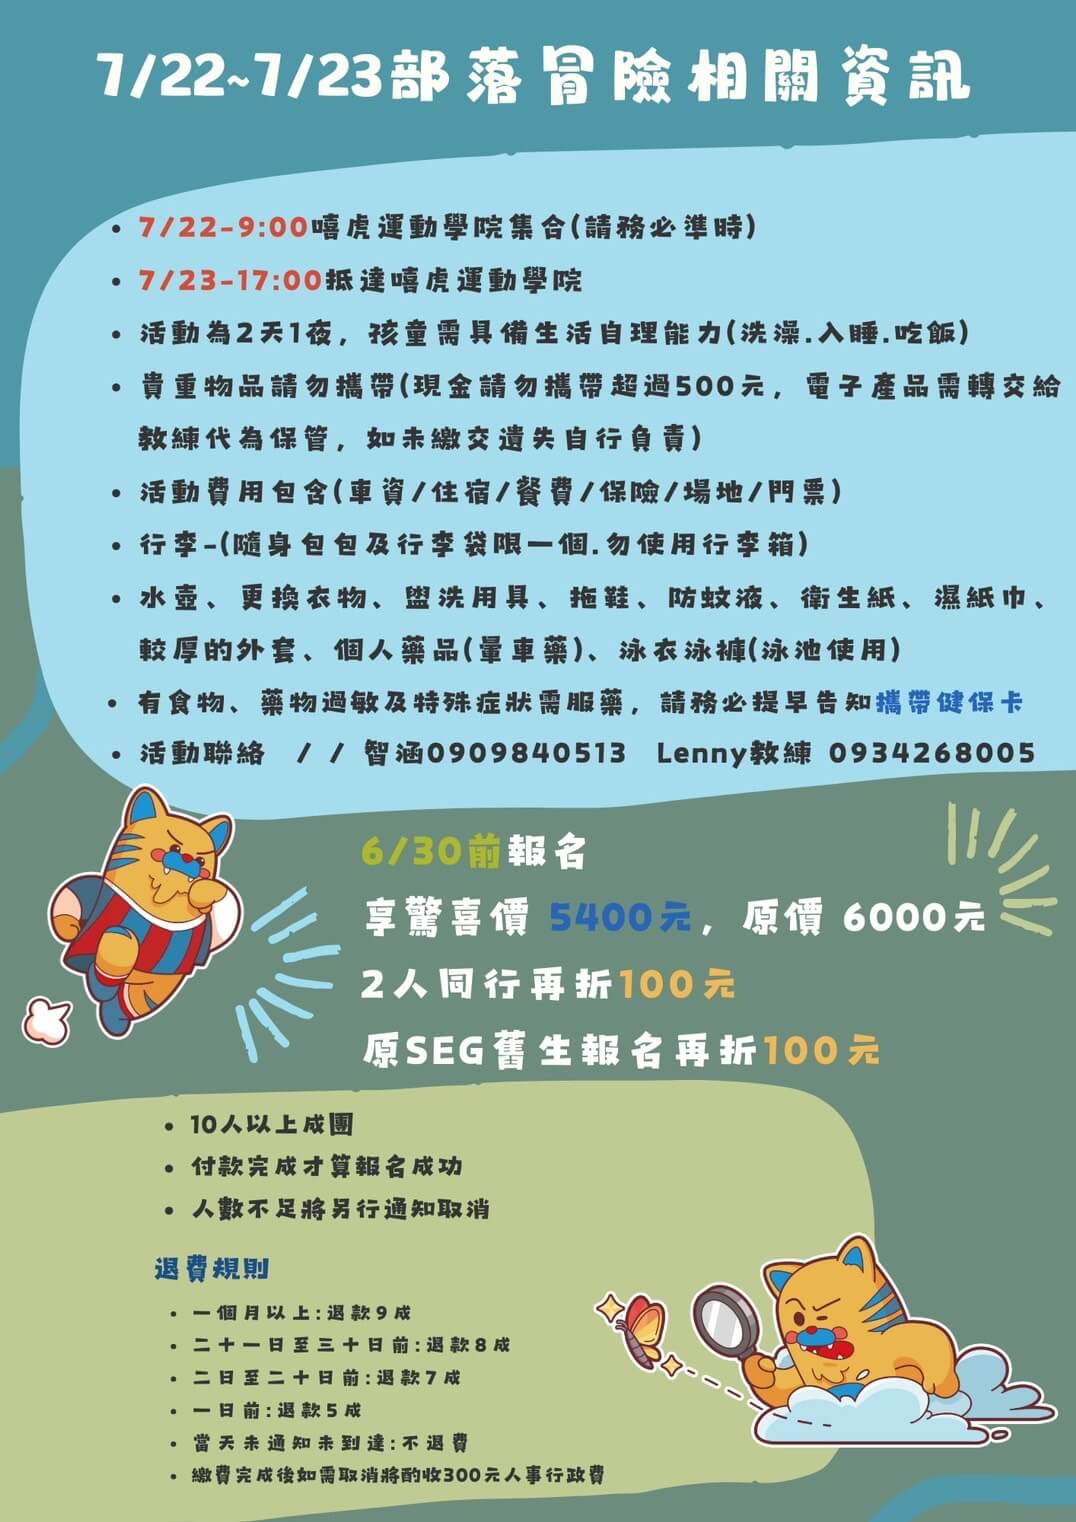 7/22~7/23部落冒險相關資訊
7/22-9:00嘻虎運動學院集合(請務必準時)
7/23-17:00抵達嘻虎運動學院
活動為2天1夜，孩童需具備生活自理能力(洗澡.入睡.吃飯)
貴重物品請勿攜帶(現金請勿攜帶超過500元，電子產品需轉交給
教練代為保管，如未繳交遺失自行負責)
活動費用包含(車資/住宿/餐費/保險/場地/門票)
行李-(隨身包包及行李袋限一個.勿使用行李箱)
水壺、更換衣物、盥洗用具、拖鞋、防蚊液、衛生紙、濕紙巾、
較厚的外套、個人藥品(暈車藥)、泳衣泳褲(泳池使用)
有食物、藥物過敏及特殊症狀需服藥，請務必提早告知攜帶健保卡
活動聯絡 // 智涵0909840513 Lenny教練 0934268005
6/30前報名
享驚喜價 5400元，原價 6000元
2人同行再折100元
原SEG舊生報名再折100元
10人以上成團
付款完成才算報名成功
人數不足將另行通知取消
退費規則
一個月以上:退款9成
二十一日至三十日前:退款8成
二日至二十日前:退款7成
一日前:退款5成
當天未通知未到達:不退費
繳費完成後如需取消將酌收300元人事行政費